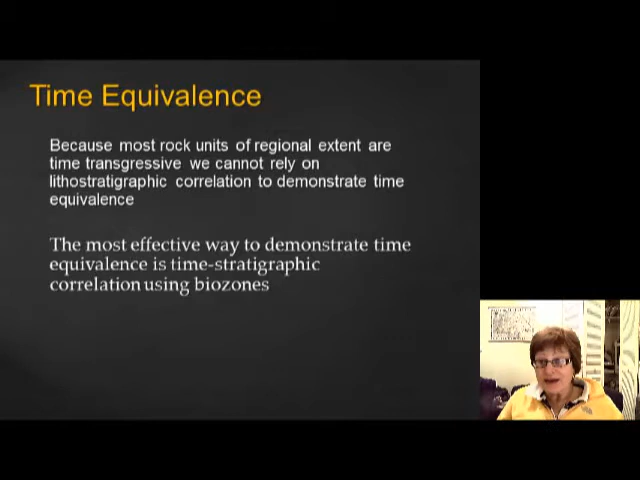 Time Equivalence
Because most rock units of regional extent are
time transgressive we cannot rely on
lithostratigraphic correlation to demonstrate time
equivalence
The most effective way to demonstrate time
equivalence is time-stratigraphic
correlation using biozones